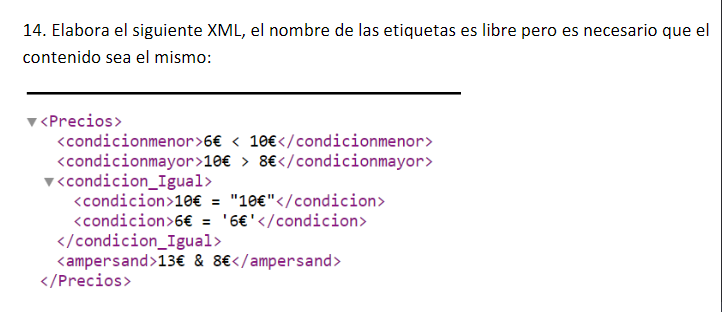 14. Elabora el siguiente XML, el nombre de las etiquetas es libre pero es necesario que el
contenido sea el mismo:
▼<Precios>
<condicionmenor>6€ < 10€</condicionmenor>
<condicionmayor>10€ > 8€</condicionmayor>
▼<condicion_Igual>
<condicion>10€ = "10€"</condicion>
<condicion>6€ = '6€'</condicion>
</condicion_Igual>
<ampersand>13€ & 8€</ampersand>
</Precios>